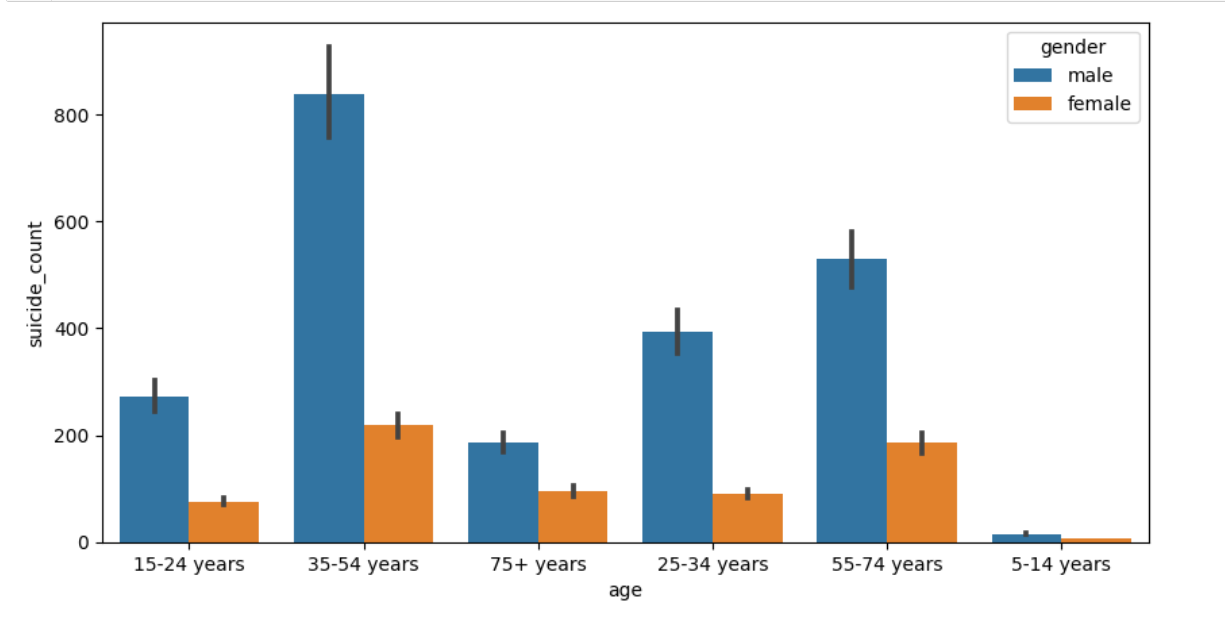 gender
male
female
800
600
400
200
0
suicide_count
15-24 years
35-54 years
75+ years
25-34 years
55-74 years
5-14 years
age